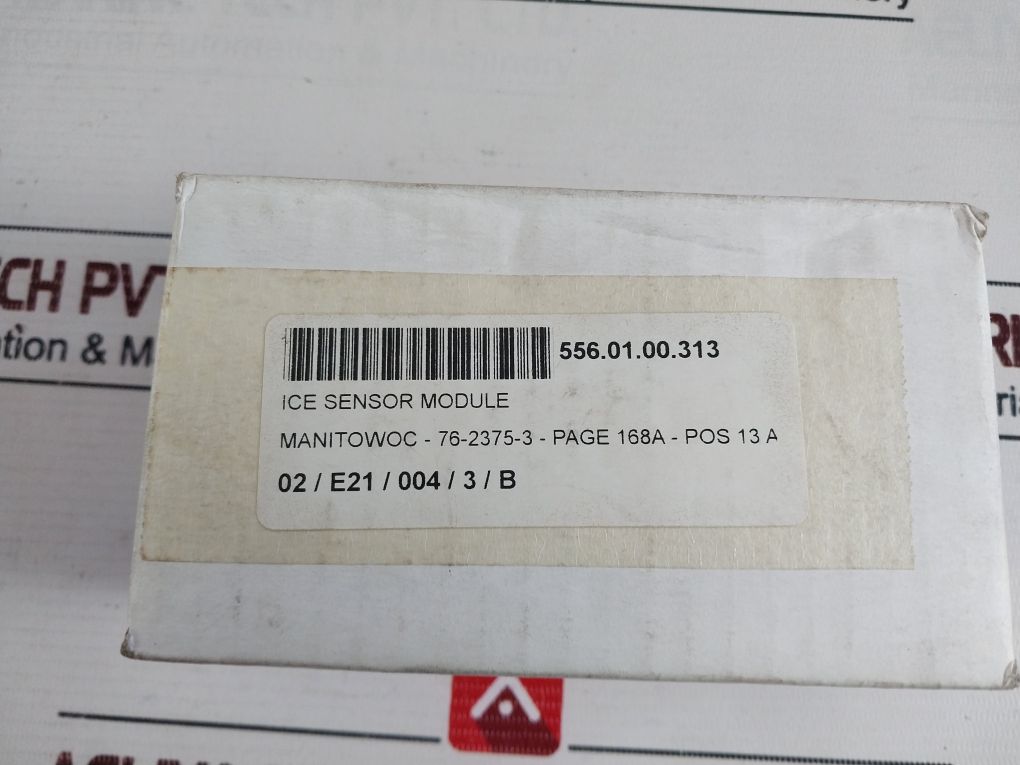 CH PV
tion & M
556.01.00.313
ICE SENSOR MODULE
MANITOWOC - 76-2375-3 - PAGE 168A - POS 13 A
02 / E21 / 004 / 3 / B